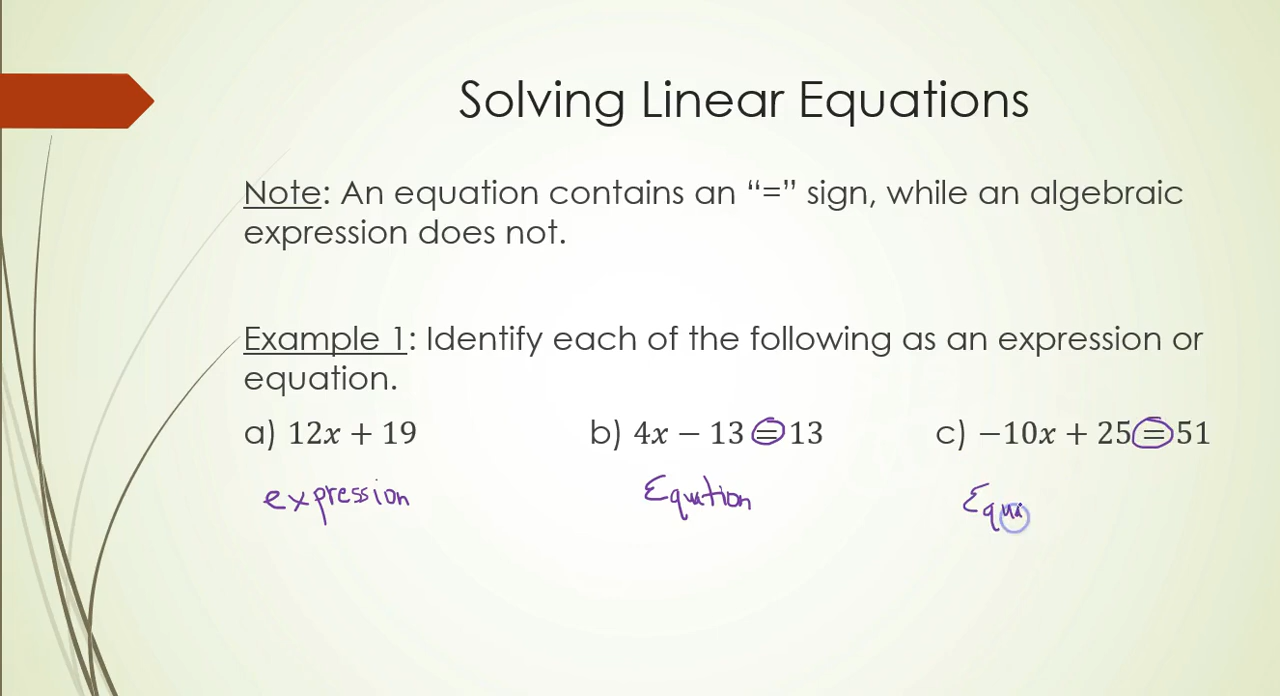 Solving Linear Equations
Note: An equation contains an “=” sign, while an algebraic
expression does not.
Example 1: Identify each of the following as an expression or
equation.
a) 12x + 19 b) 4x − 13 = 13 c) −10x + 25 = 51
expression Equation Equa